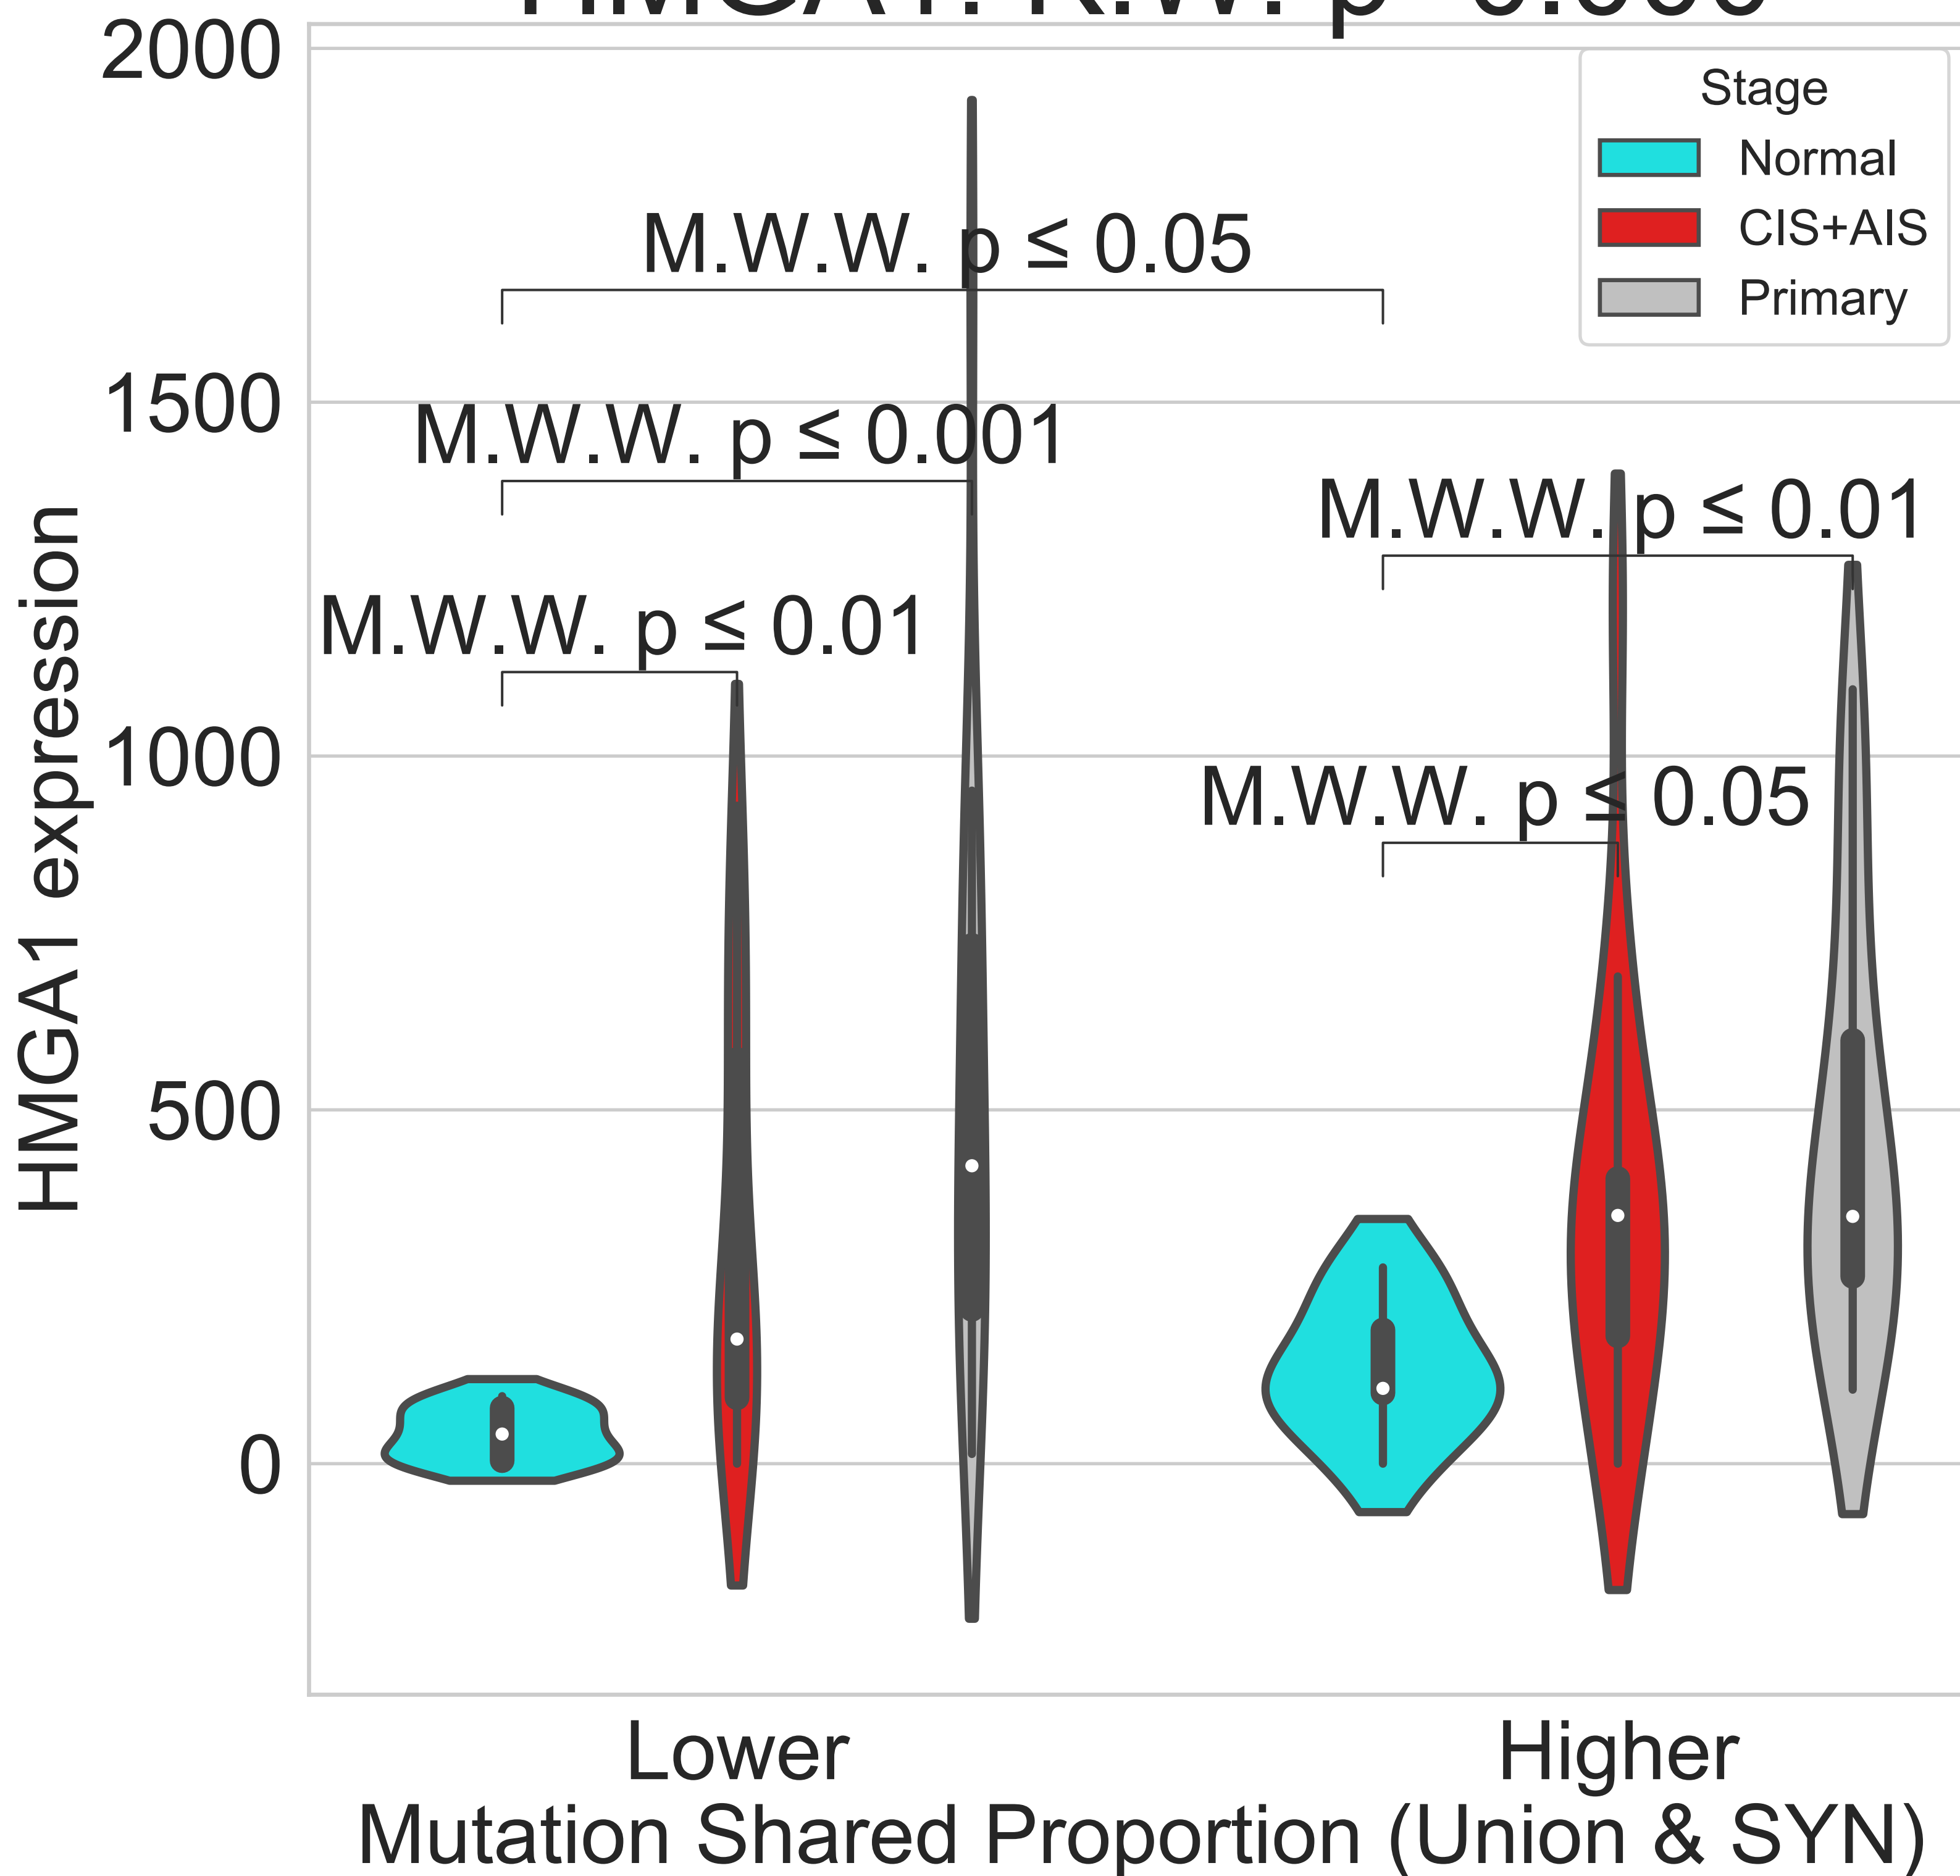 2000
1500
1000
500
0
HMGA1 expression
Stage
Normal
CIS+AIS
Primary
M.W.W. p ≤ 0.05
M.W.W. p ≤ 0.001
M.W.W. p ≤ 0.01
M.W.W. p ≤ 0.01
M.W.W. p ≤ 0.05
Lower
Higher
Mutation Shared Proportion (Union & SYN)